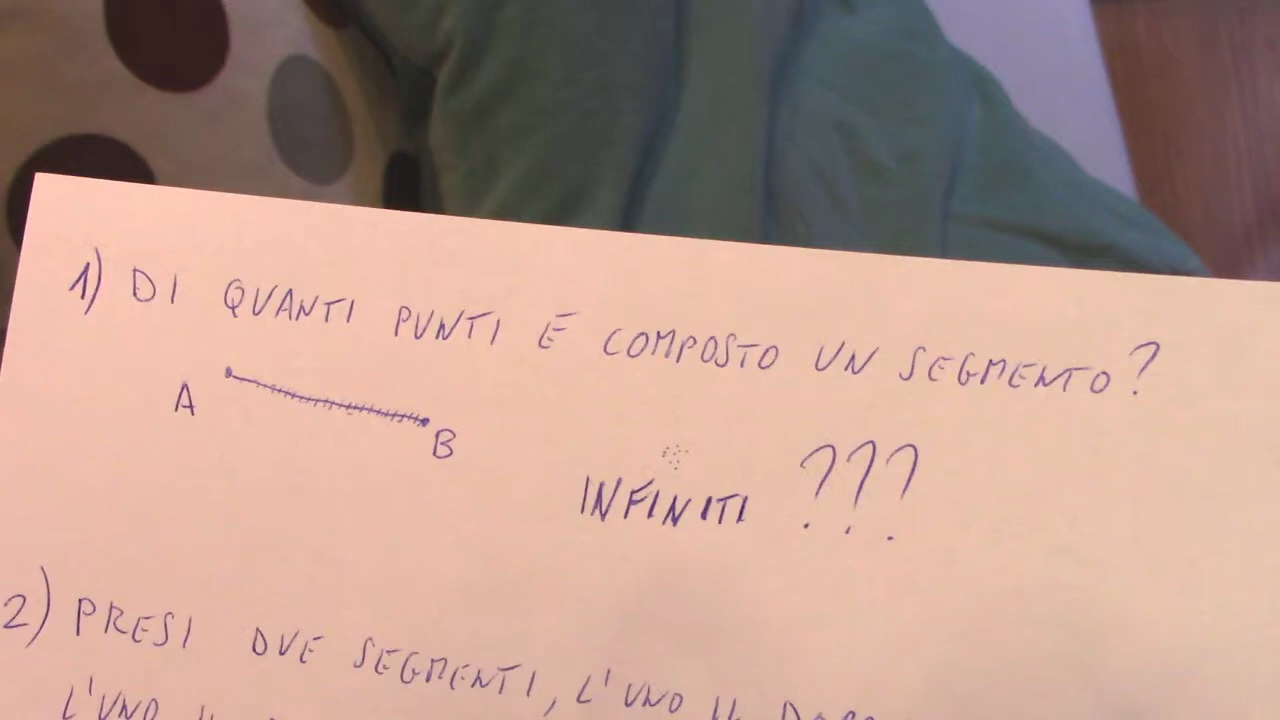 1) DI QUANTI PUNTI E COMPOSTO UN SEGMENTO?
A
B
INFINITI ???
2) PRESI DUE SEGMENTI, L'UNO IL
L'UNO